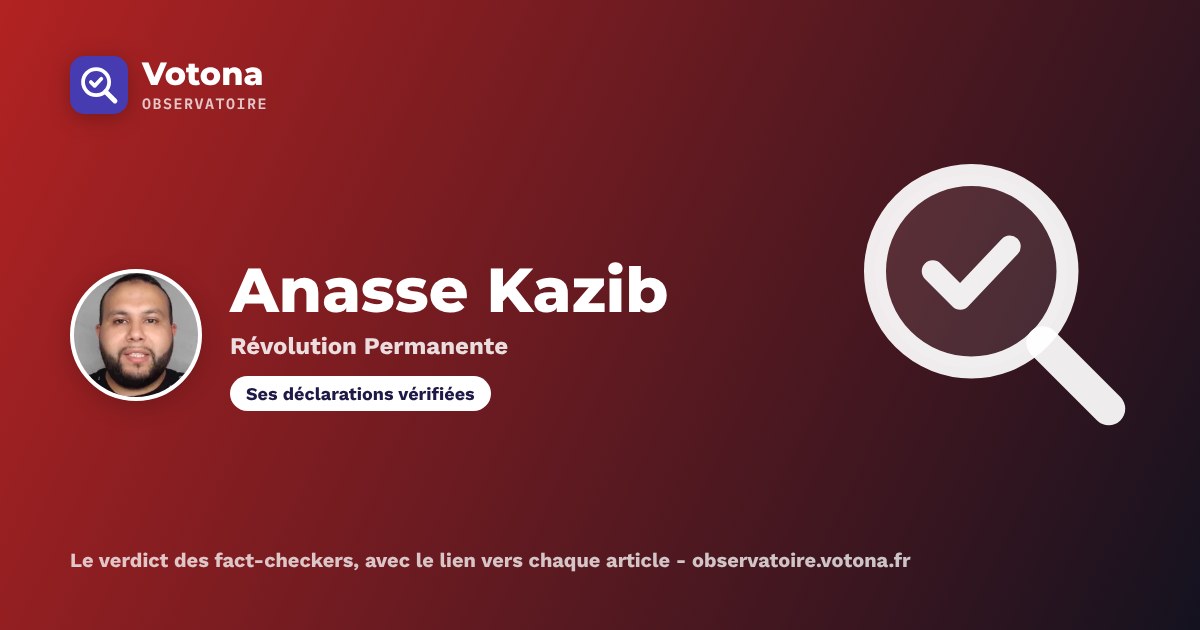 Votona
OBSERVATOIRE
Anasse Kazib
Révolution Permanente
Ses déclarations vérifiées
Le verdict des fact-checkers, avec le lien vers chaque article - observatoire.votona.fr